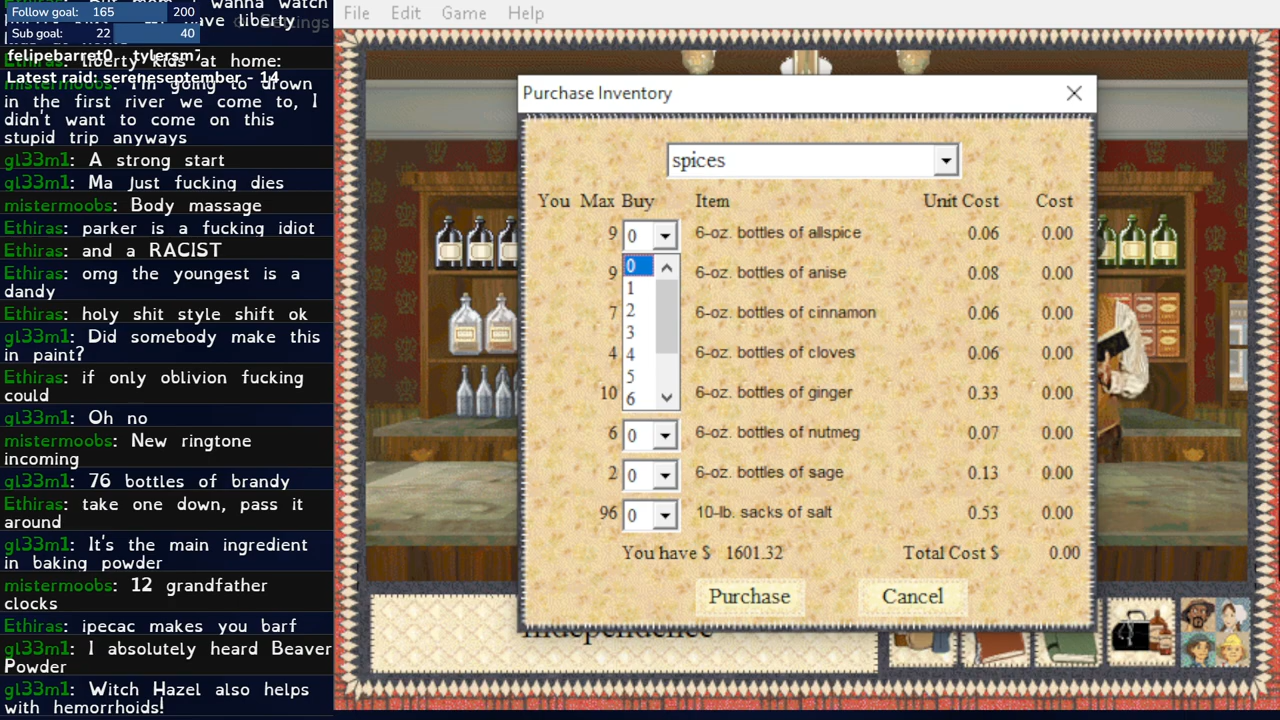 Follow goal: 165 200
Sub goal: 22 40
have liberty
felipebarret0 tylersm7
Ethiras: liberty kids at home:
Latest raid: sereneseptember - 14
mistermoobs: I'm going to drown
in the first river we come to, I
didn't want to come on this
stupid trip anyways
gl33m1: A strong start
gl33m1: Ma Just fucking dies
mistermoobs: Body massage
Ethiras: parker is a fucking idiot
Ethiras: and a RACIST
Ethiras: omg the youngest is a
dandy
Ethiras: holy shit style shift ok
gl33m1: Did somebody make this
in paint?
Ethiras: if only oblivion fucking
could
gl33m1: Oh no
mistermoobs: New ringtone
incoming
gl33m1: 76 bottles of brandy
Ethiras: take one down, pass it
around
gl33m1: It's the main ingredient
in baking powder
mistermoobs: 12 grandfather
clocks
Ethiras: ipecac makes you barf
gl33m1: I absolutely heard Beaver
Powder
gl33m1: Witch Hazel also helps
with hemorrhoids!
File Edit Game Help
Purchase Inventory
spices
You Max Buy Item Unit Cost Cost
9 0 6-oz. bottles of allspice 0.06 0.00
9 6-oz. bottles of anise 0.08 0.00
7 6-oz. bottles of cinnamon 0.06 0.00
4 6-oz. bottles of cloves 0.06 0.00
10 6-oz. bottles of ginger 0.33 0.00
0
1
2
3
4
5
6
6 0 6-oz. bottles of nutmeg 0.07 0.00
2 0 6-oz. bottles of sage 0.13 0.00
96 0 10-lb. sacks of salt 0.53 0.00
You have $ 1601.32 Total Cost $ 0.00
Purchase Cancel
Independence